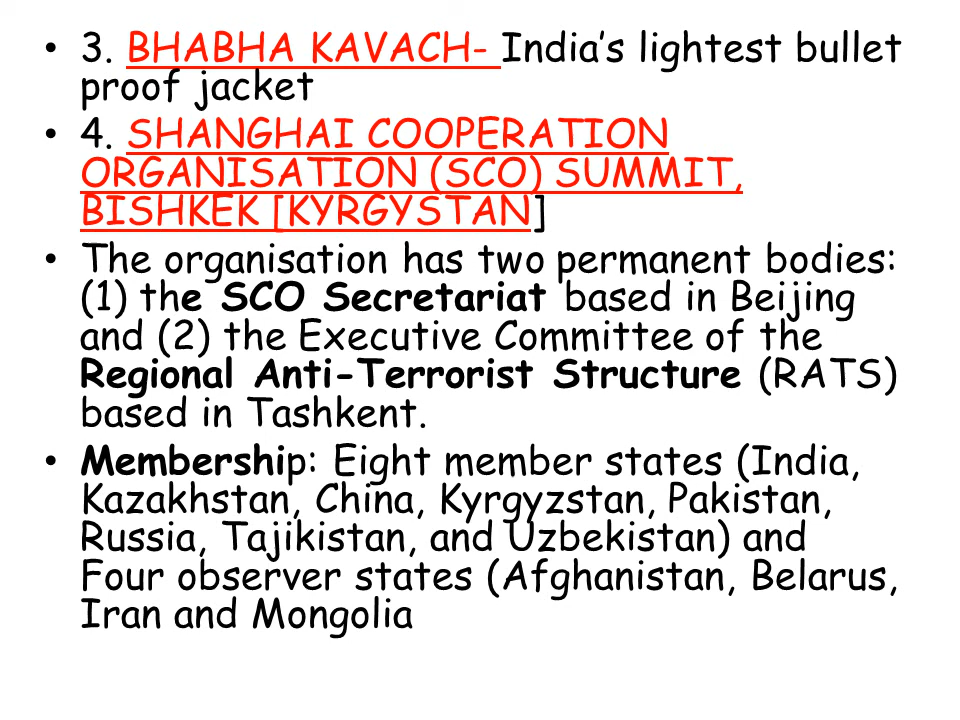 • 3. BHABHA KAVACH- India's lightest bullet
proof jacket
• 4. SHANGHAI COOPERATION
ORGANISATION (SCO) SUMMIT,
BISHKEK [KYRGYSTAN]
• The organisation has two permanent bodies:
(1) the SCO Secretariat based in Beijing
and (2) the Executive Committee of the
Regional Anti-Terrorist Structure (RATS)
based in Tashkent.
• Membership: Eight member states (India,
Kazakhstan, China, Kyrgyzstan, Pakistan,
Russia, Tajikistan, and Uzbekistan) and
Four observer states (Afghanistan, Belarus,
Iran and Mongolia